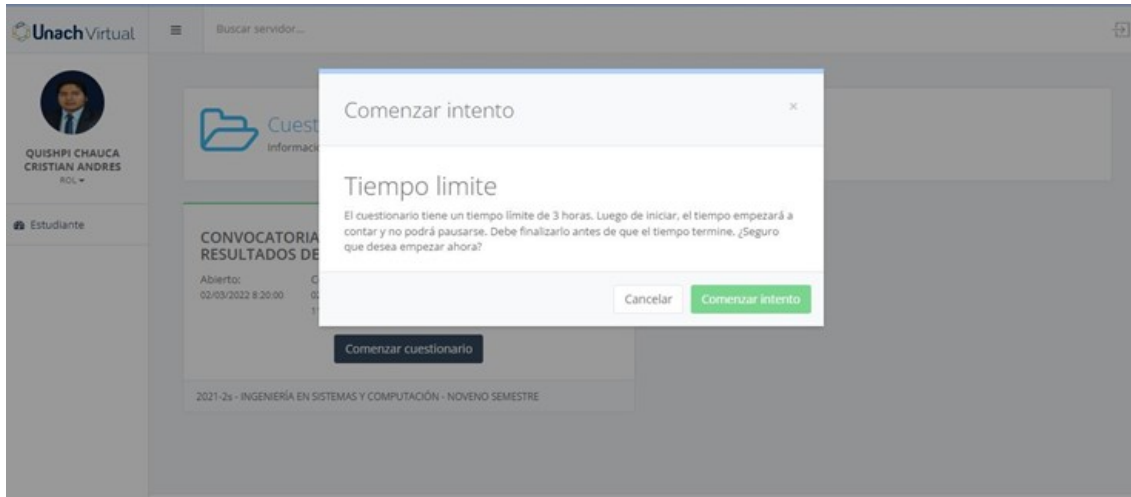 Unach Virtual
Buscar servidor...
QUISHPI CHAUCA
CRISTIAN ANDRES
ROL
Estudiante
Cuest
Informació
CONVOCATORIA
RESULTADOS DE
Abierto:
02/03/2022 8:20:00
Comenzar cuestionario
2021-2s - INGENIERÍA EN SISTEMAS Y COMPUTACIÓN - NOVENO SEMESTRE
Comenzar intento
×
Tiempo limite
El cuestionario tiene un tiempo límite de 3 horas. Luego de iniciar, el tiempo empezará a
contar y no podrá pausarse. Debe finalizarlo antes de que el tiempo termine. ¿Seguro
que desea empezar ahora?
Cancelar
Comenzar intento